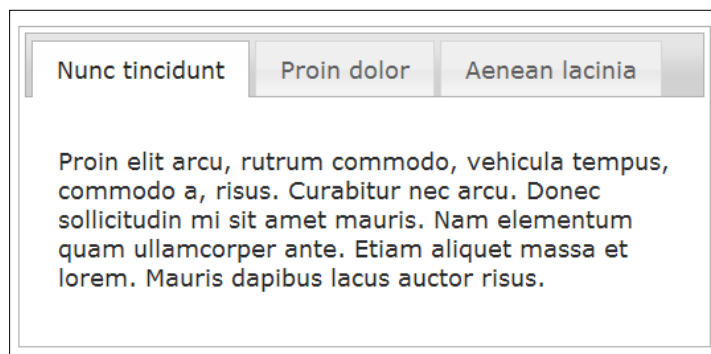 Nunc tincidunt Proin dolor Aenean lacinia
Proin elit arcu, rutrum commodo, vehicula tempus,
commodo a, risus. Curabitur nec arcu. Donec
sollicitudin mi sit amet mauris. Nam elementum
quam ullamcorper ante. Etiam aliquet massa et
lorem. Mauris dapibus lacus auctor risus.